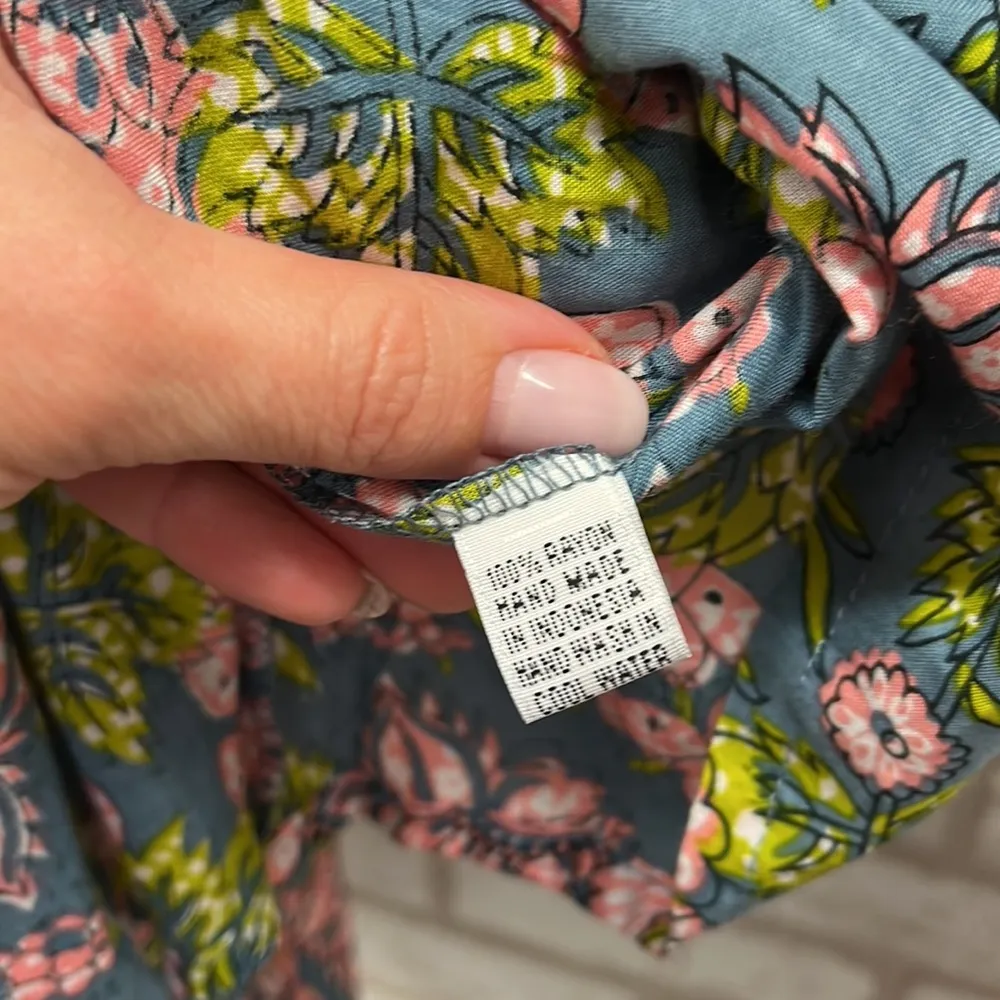 100% RAYON
HAND MADE
IN INDONESIA
HAND WASH IN
COOL WATER